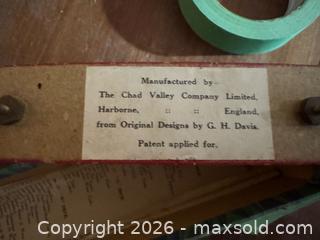 Manufactured by—
The Chad Valley Company Limited,
Harborne, :: :: England,
from Original Designs by G. H. Davis.
Patent applied for.
Copyright 2026 - maxsold.com